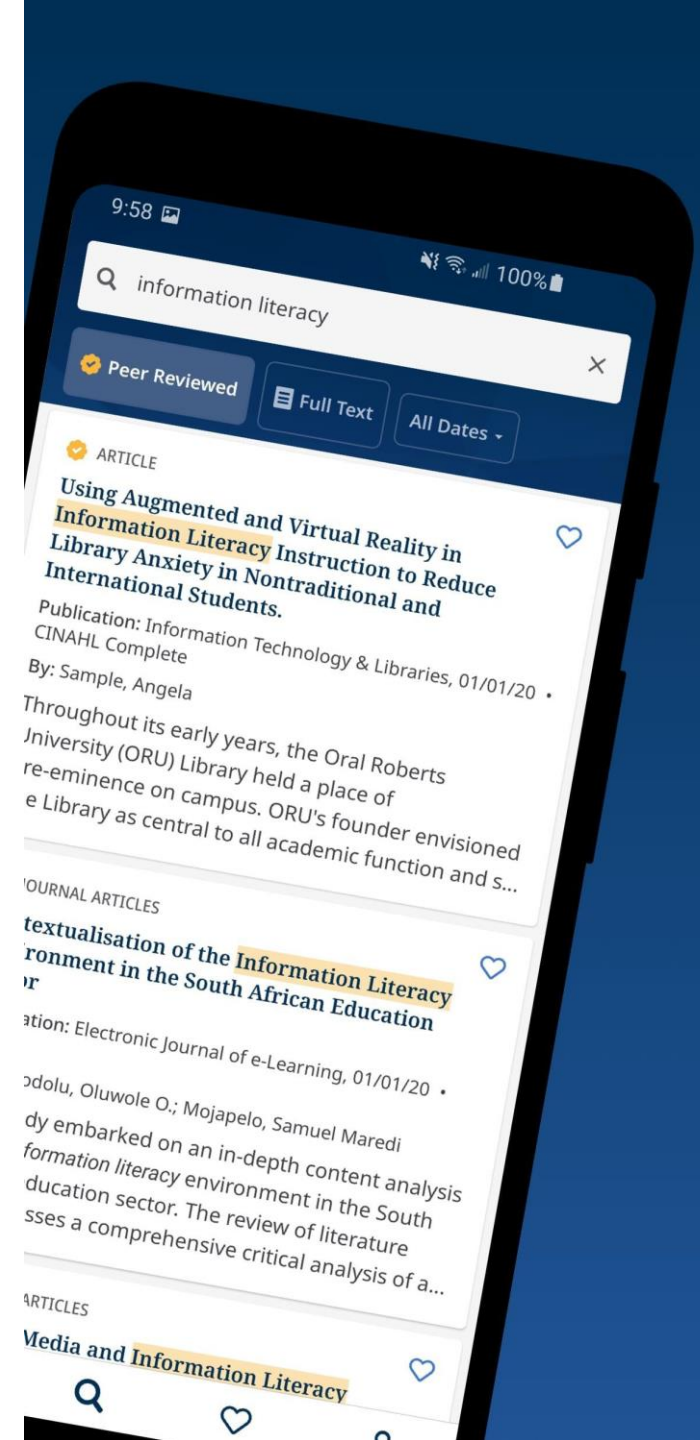 9:58
100%
information literacy
Peer Reviewed
Full Text
All Dates
ARTICLE
Using Augmented and Virtual Reality in
Information Literacy Instruction to Reduce
Library Anxiety in Nontraditional and
International Students.
Publication: Information Technology & Libraries, 01/01/20 •
CINAHL Complete
By: Sample, Angela
Throughout its early years, the Oral Roberts
University (ORU) Library held a place of
re-eminence on campus. ORU's founder envisioned
e Library as central to all academic function and s...
OURNAL ARTICLES
textualisation of the Information Literacy
ronment in the South African Education
or
ation: Electronic Journal of e-Learning, 01/01/20 •
odolu, Oluwole O.; Mojapelo, Samuel Maredi
dy embarked on an in-depth content analysis
formation literacy environment in the South
ducation sector. The review of literature
sses a comprehensive critical analysis of a...
ARTICLES
Media and Information Literacy